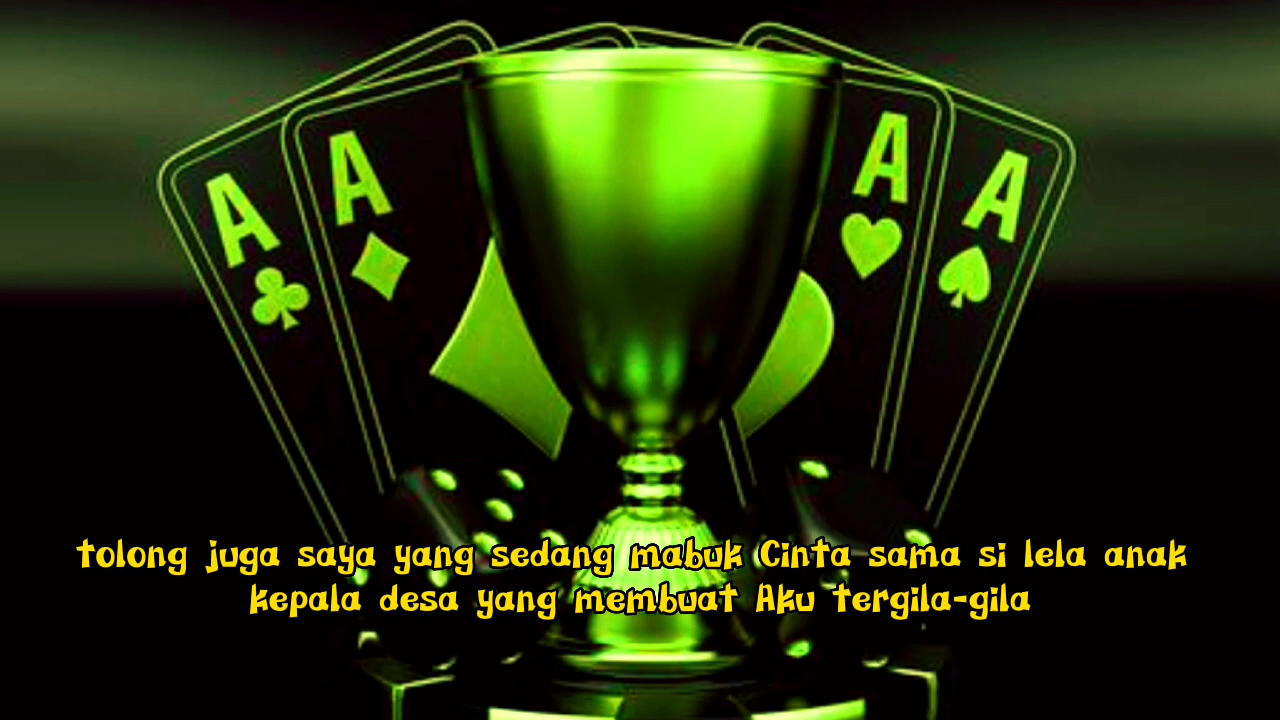 A
A
A
A
tolong juga saya yang sedang mabuk Cinta sama si lela anak
kepala desa yang membuat Aku tergila-gila